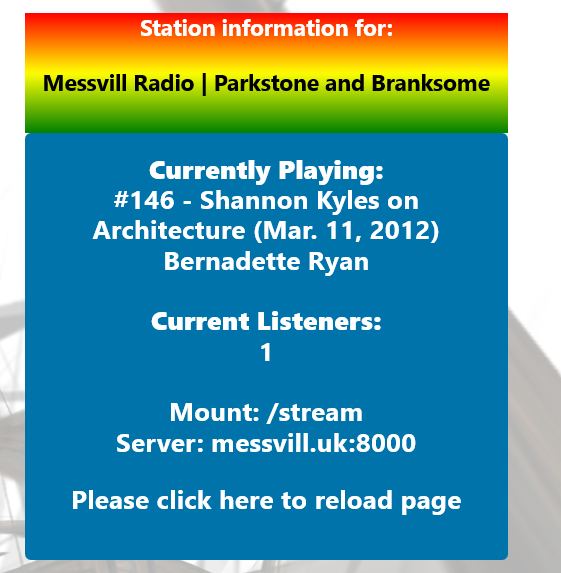 Station information for:
Messvill Radio | Parkstone and Branksome
Currently Playing:
#146 - Shannon Kyles on
Architecture (Mar. 11, 2012)
Bernadette Ryan
Current Listeners:
1
Mount: /stream
Server: messvill.uk:8000
Please click here to reload page